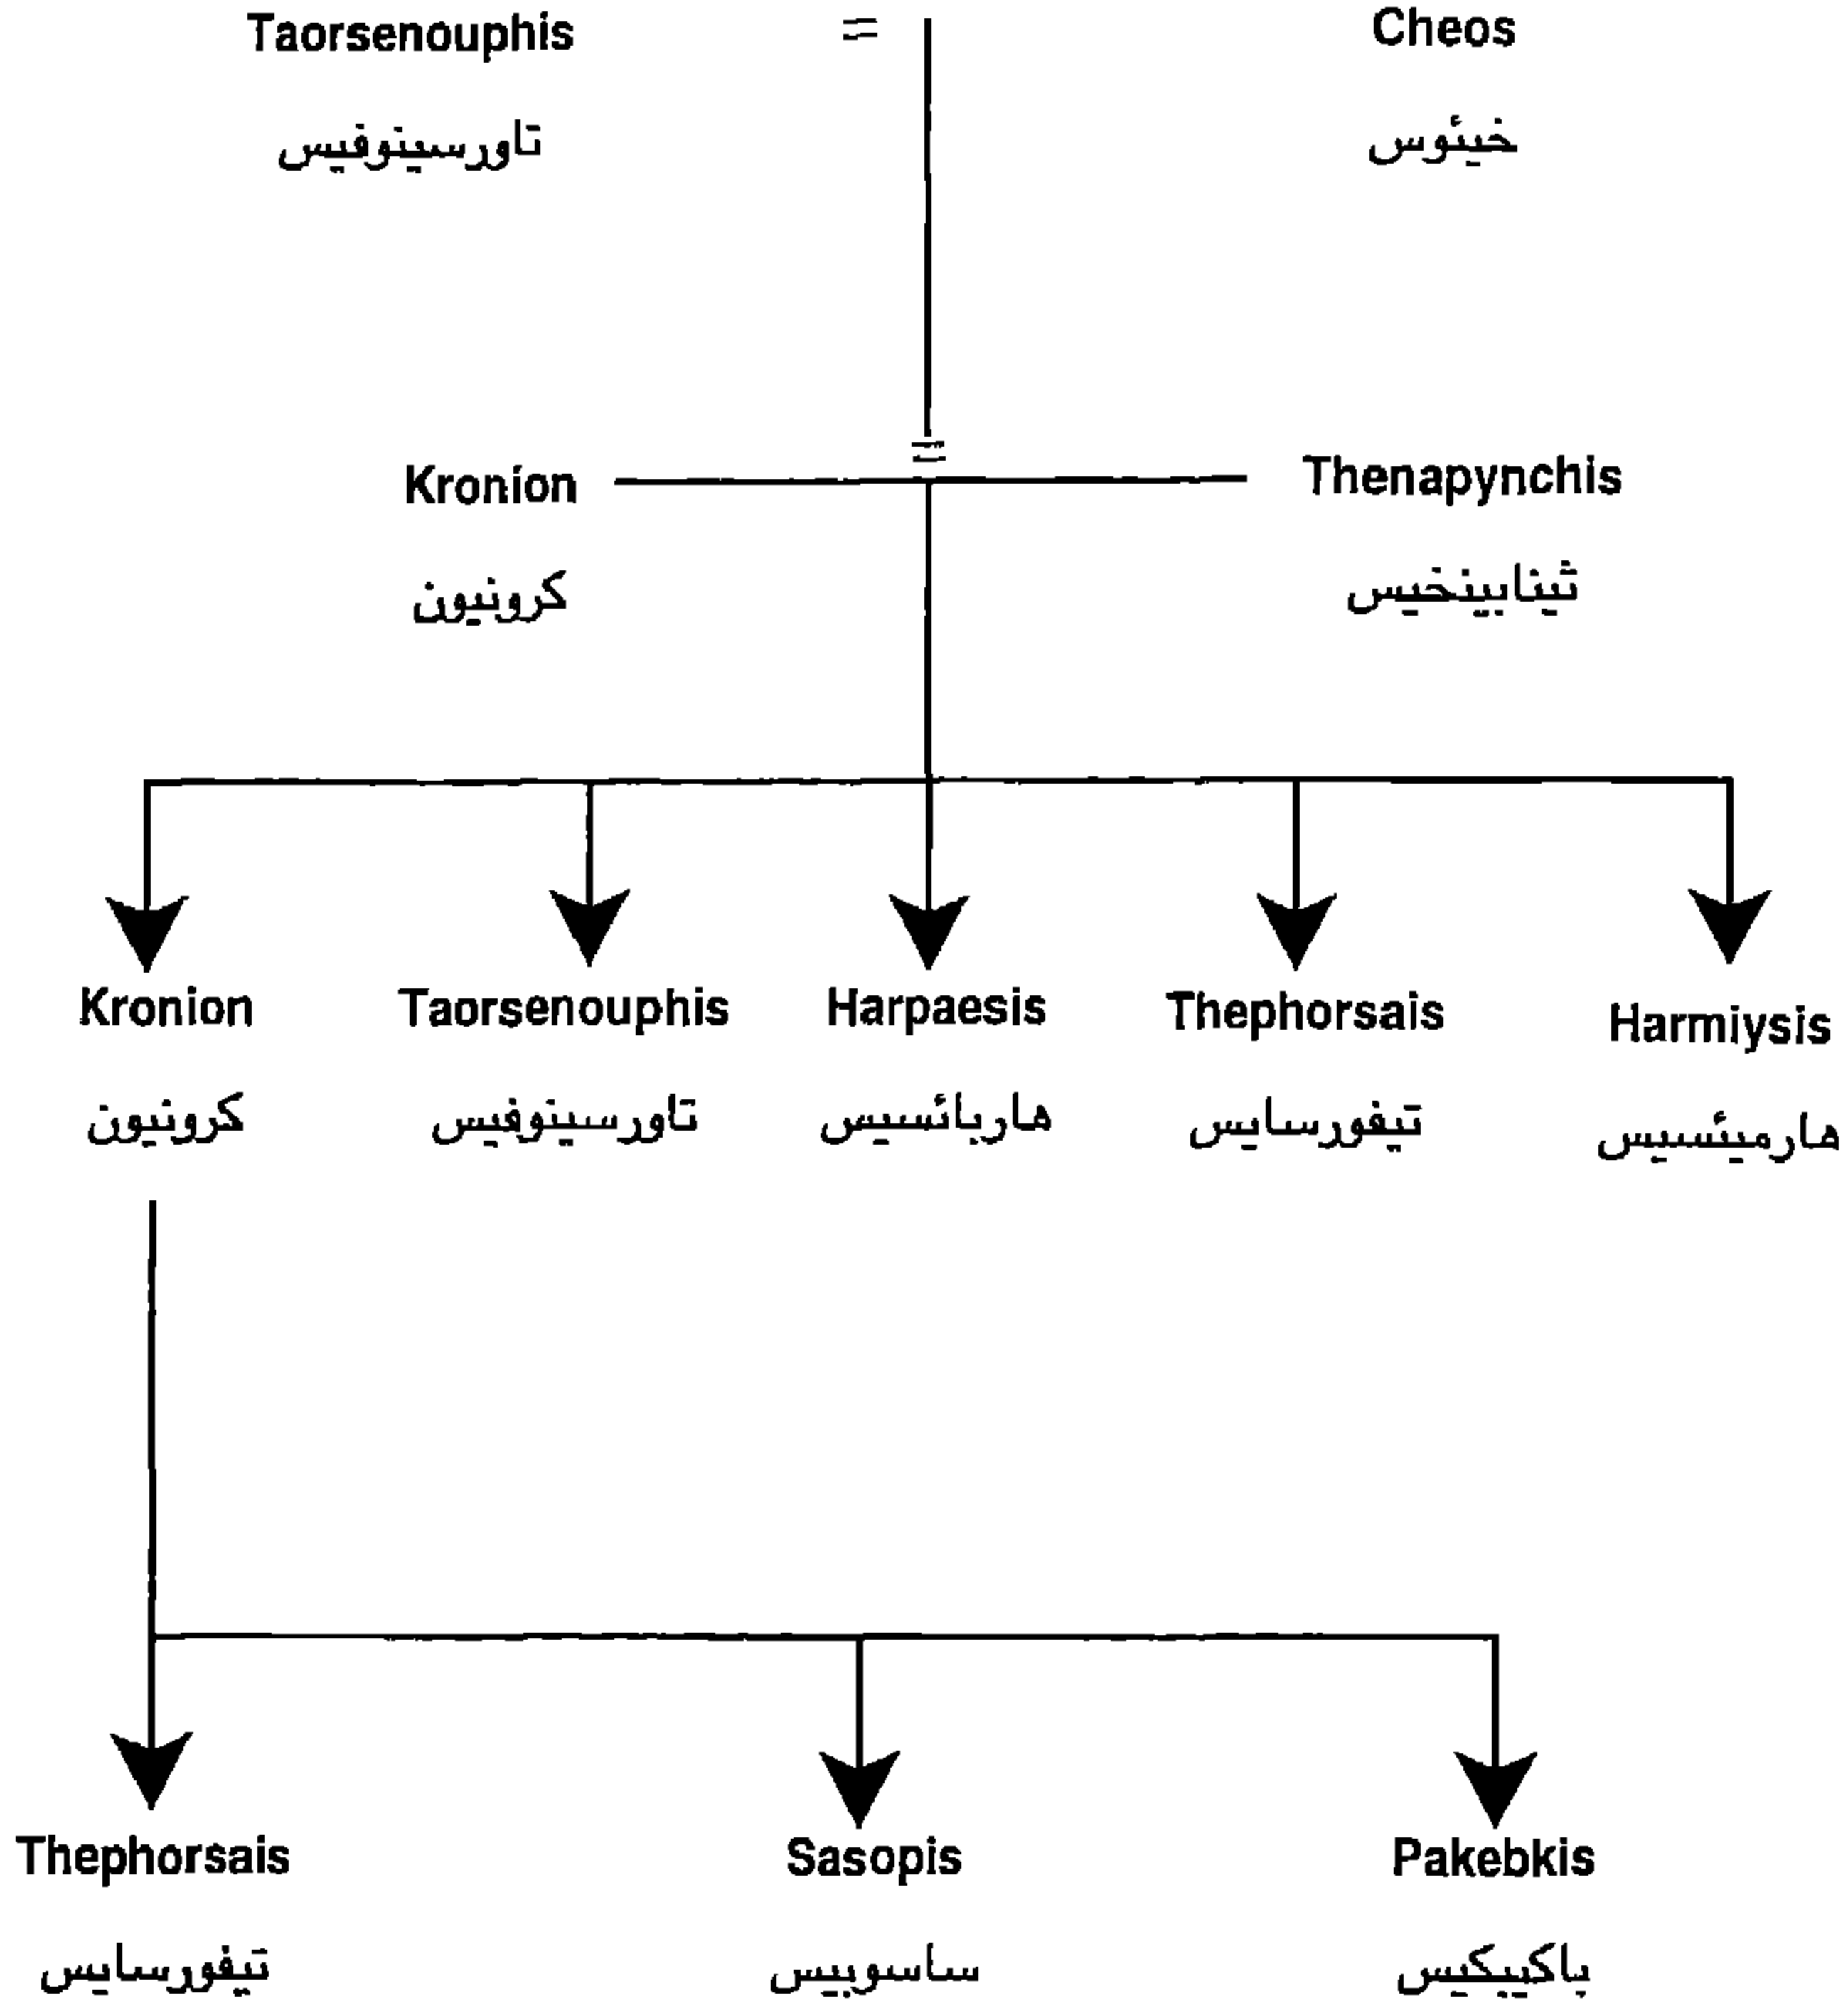 Taorsenouphis = Cheos
تاورسينوفيس خيئوس
=
Kronion Thenapynchis
كرونيون ثينابينخيس
Kronion Taorsenouphis Harpaesis Thephorsais Harmiysis
كرونيون تاورسينوفيس هاربائسيس تيفورسايس هارميئسيس
Thephorsais Sasopis Pakebkis
تيفورسايس ساسوبيس باكيبكيس